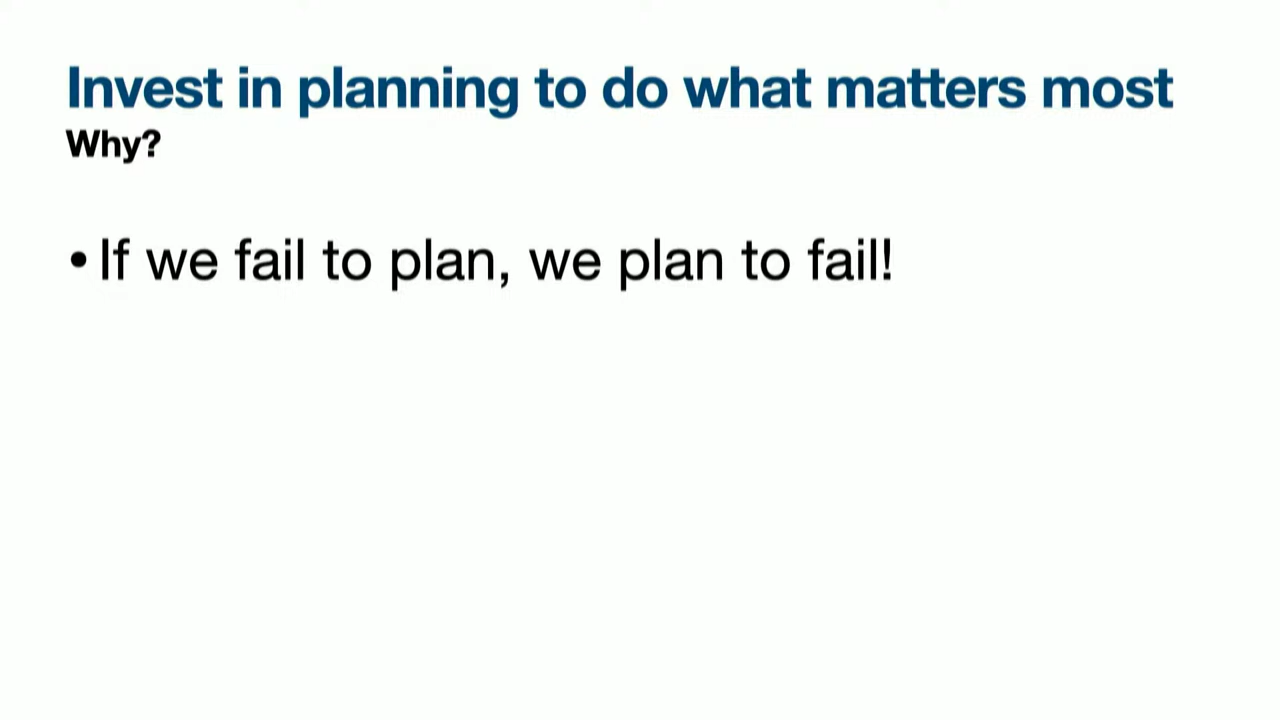 Invest in planning to do what matters most
Why?
• If we fail to plan, we plan to fail!